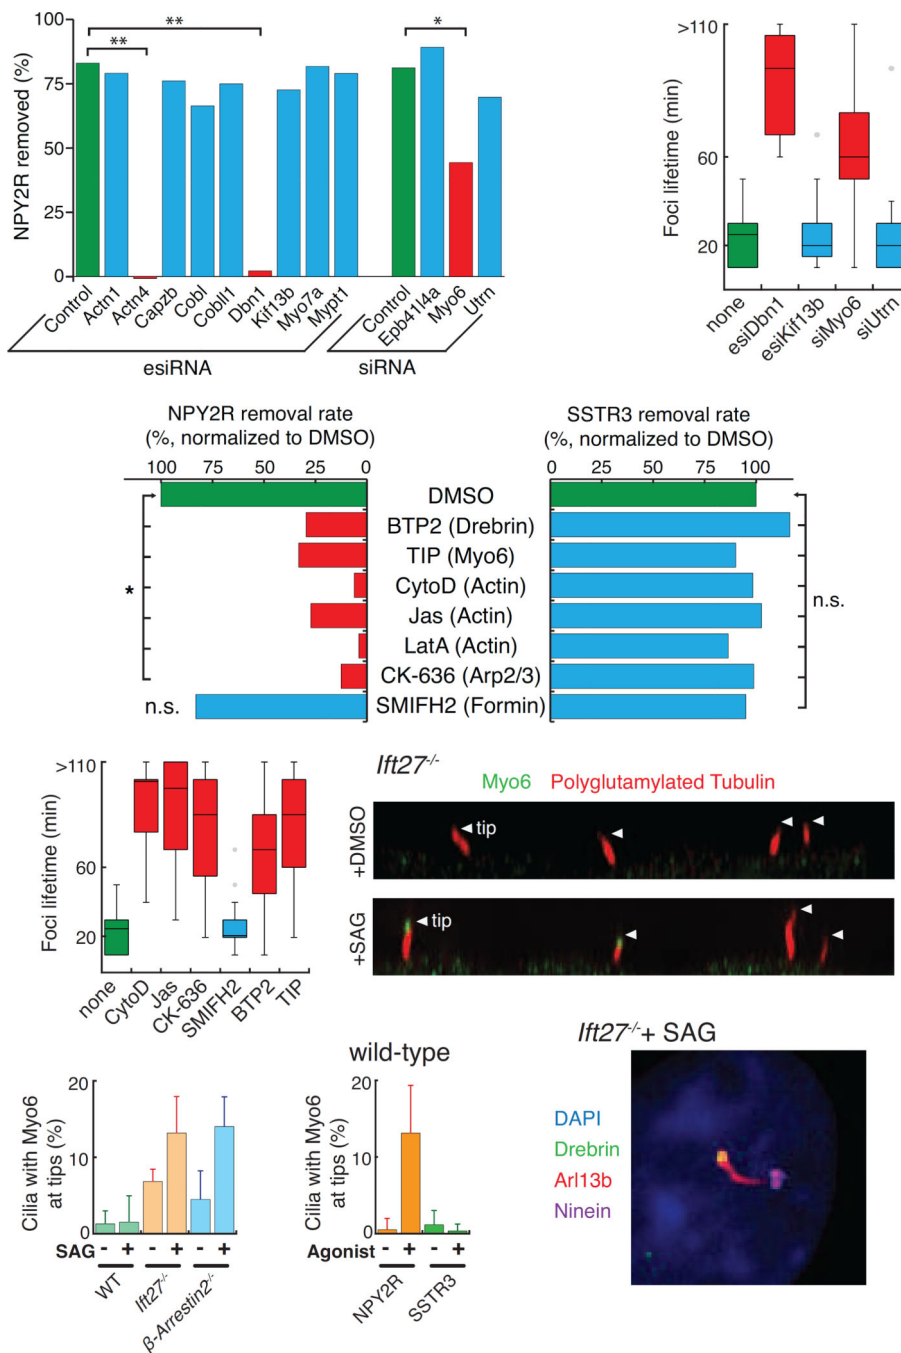 NPY2R removed (%)
100
75
50
25
0
** ** *
Control
Actn1
Actn4
Capzb
Cobl
Cobll1
Dbn1
Kif13b
Myo7a
Mypt1
Control
Epb41l4a
Myo6
Utrn
esiRNA
siRNA
Foci lifetime (min)
>110
60
20
none
esiDbn1
esiKif13b
siMyo6
siUtrn
NPY2R removal rate
(%, normalized to DMSO)
100 75 50 25 0
SSTR3 removal rate
(%, normalized to DMSO)
0 25 50 75 100
DMSO
BTP2 (Drebrin)
TIP (Myo6)
CytoD (Actin)
Jas (Actin)
LatA (Actin)
CK-636 (Arp2/3)
SMIFH2 (Formin)
*
n.s.
n.s.
Foci lifetime (min)
>110
60
20
none
CytoD
Jas
CK-636
SMIFH2
BTP2
TIP
Ift27-/-
Myo6 Polyglutamylated Tubulin
+DMSO
tip
+SAG
tip
Cilia with Myo6
at tips (%)
20
10
0
SAG - + - + - +
WT
Ift27-/-
β-Arrestin2-/-
wild-type
Cilia with Myo6
at tips (%)
20
10
0
Agonist - + - +
NPY2R
SSTR3
Ift27-/- + SAG
DAPI
Drebrin
Arl13b
Ninein